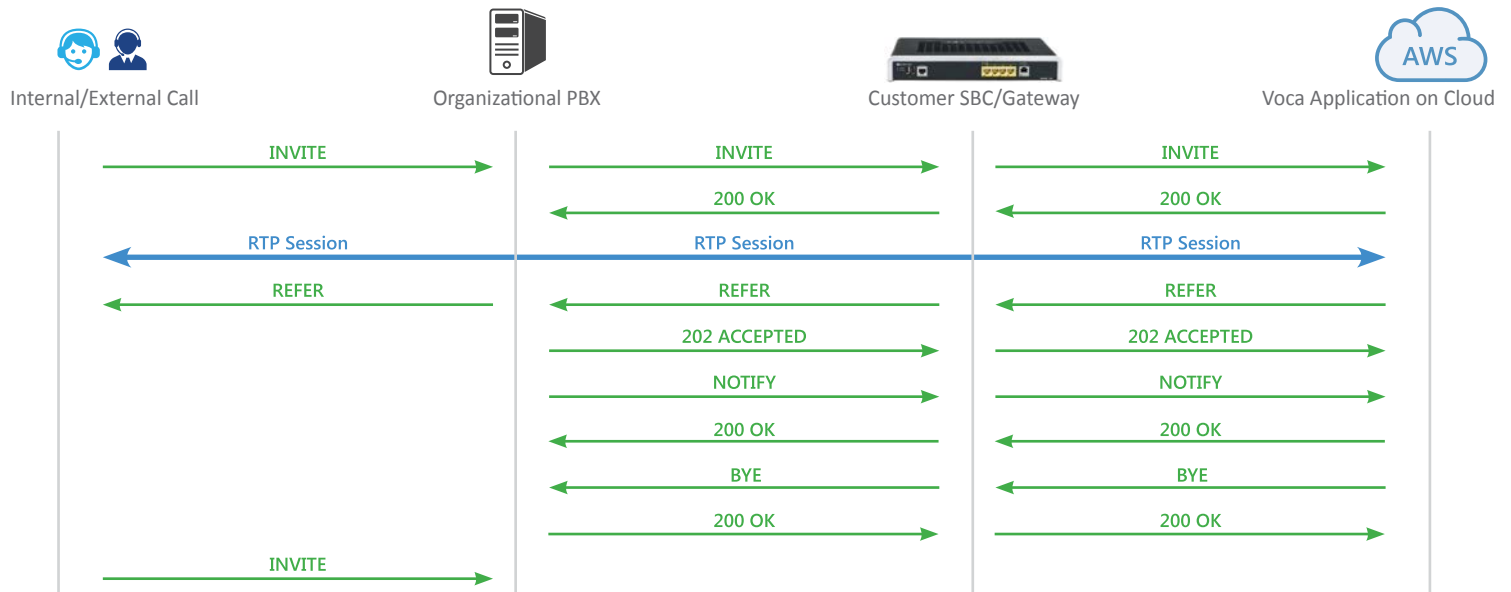 AWS
Internal/External Call Organizational PBX Customer SBC/Gateway Voca Application on Cloud
INVITE INVITE INVITE
200 OK 200 OK
RTP Session RTP Session RTP Session
REFER REFER REFER
202 ACCEPTED 202 ACCEPTED
NOTIFY NOTIFY
200 OK 200 OK
BYE BYE
200 OK 200 OK
INVITE